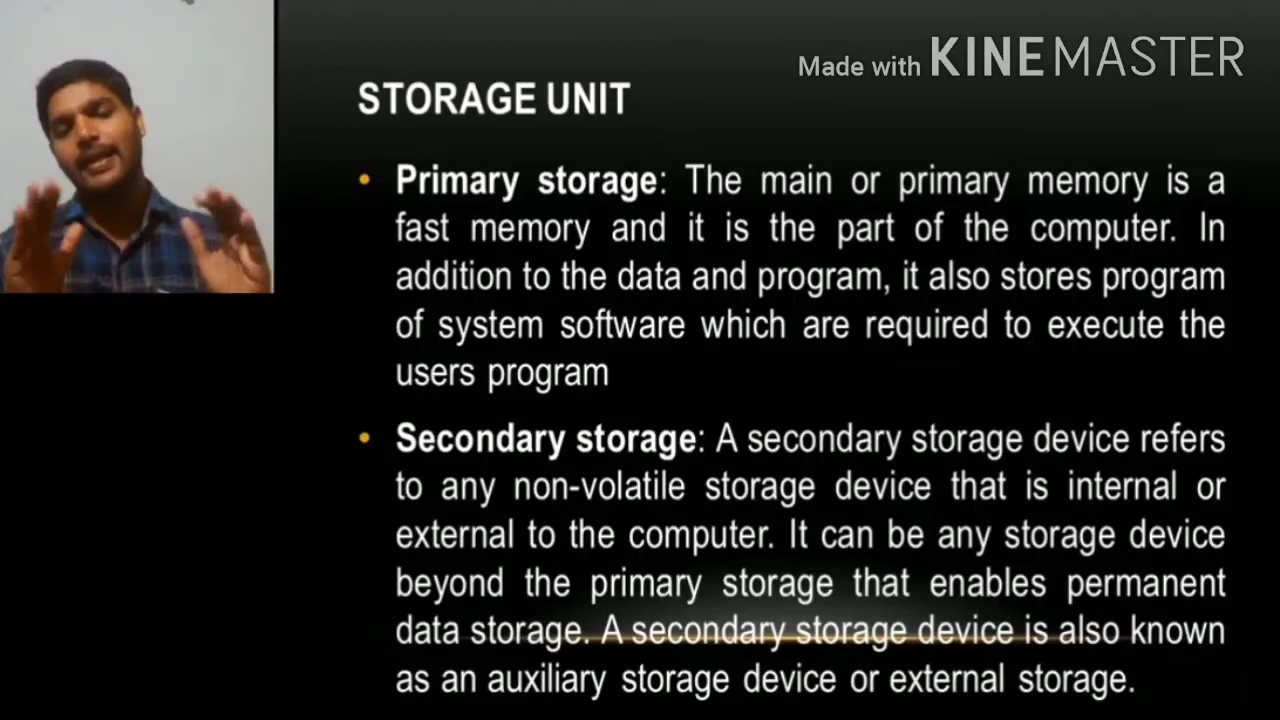 Made with KINEMASTER
STORAGE UNIT
• Primary storage: The main or primary memory is a
fast memory and it is the part of the computer. In
addition to the data and program, it also stores program
of system software which are required to execute the
users program
• Secondary storage: A secondary storage device refers
to any non-volatile storage device that is internal or
external to the computer. It can be any storage device
beyond the primary storage that enables permanent
data storage. A secondary storage device is also known
as an auxiliary storage device or external storage.